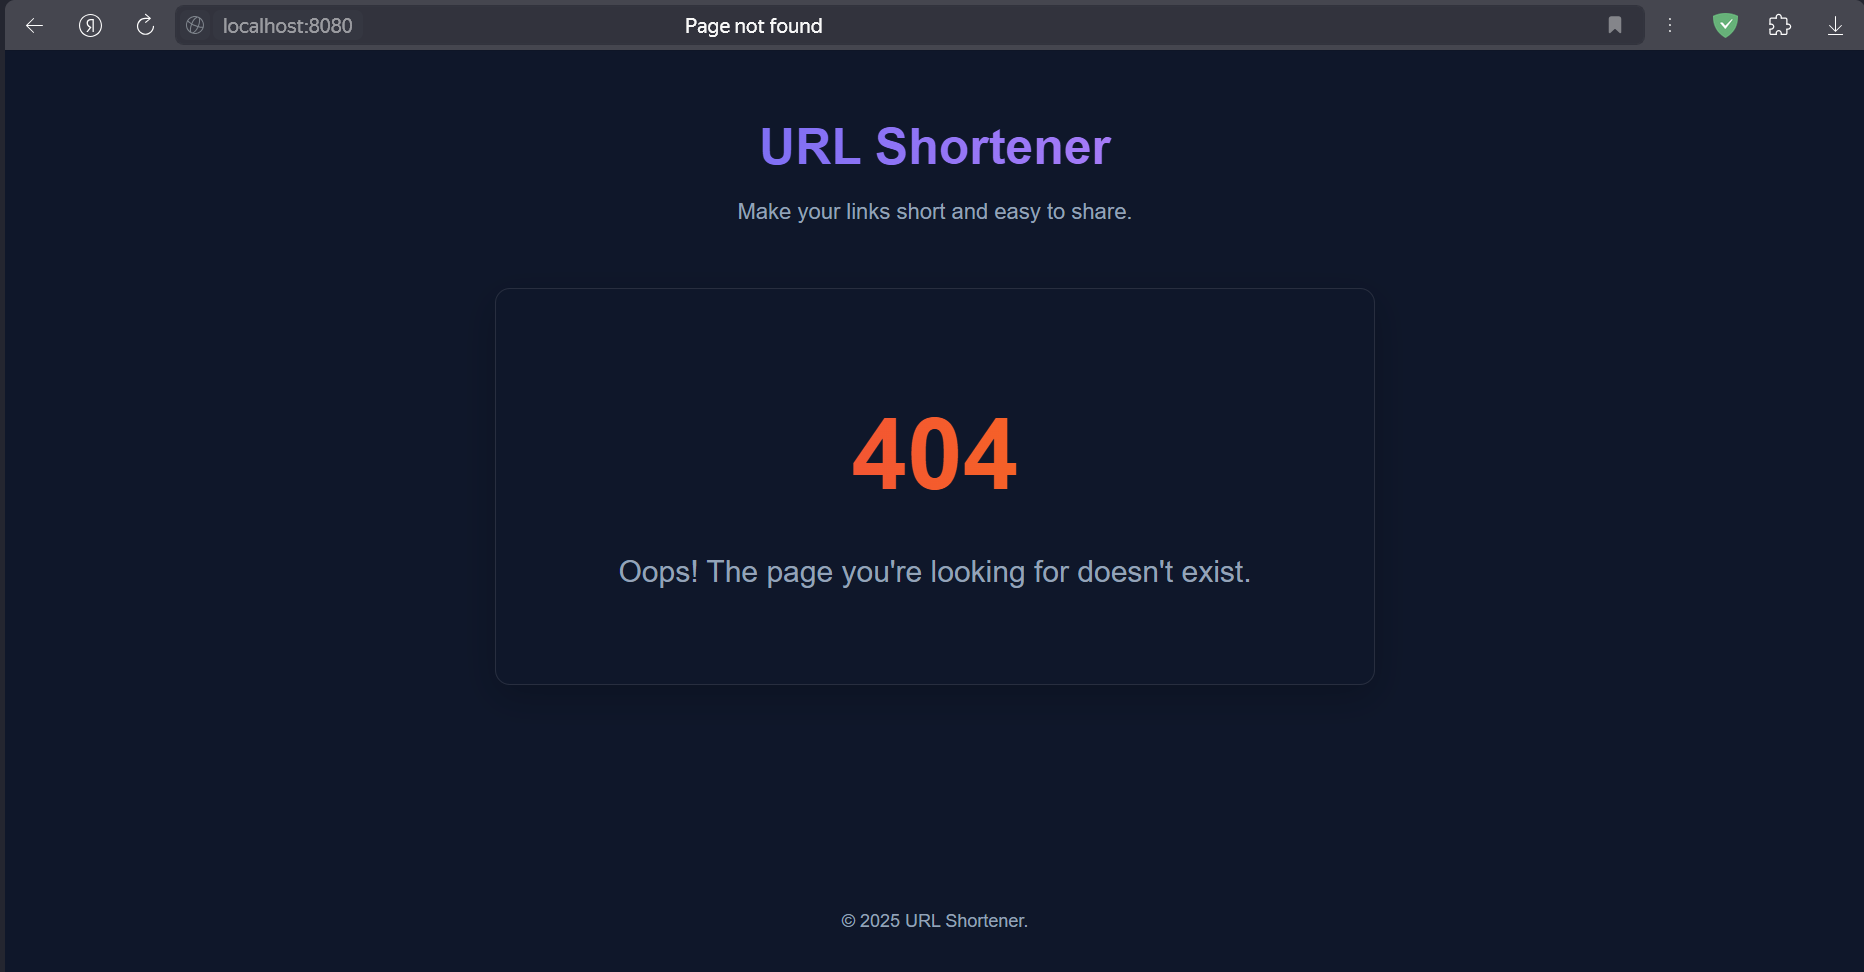 Я
localhost:8080
Page not found
URL Shortener
Make your links short and easy to share.
404
Oops! The page you're looking for doesn't exist.
© 2025 URL Shortener.